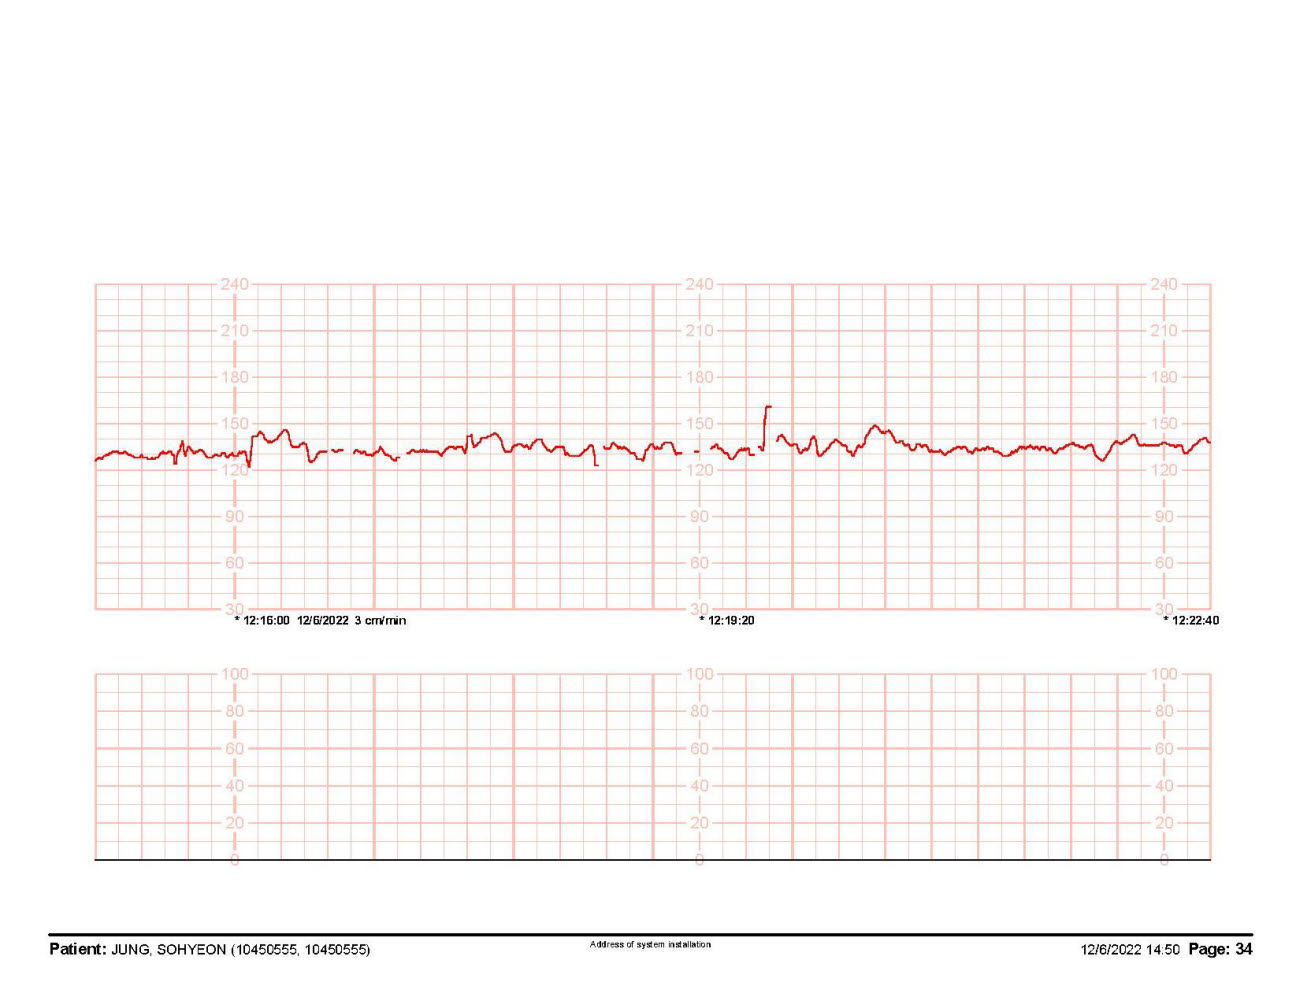 240 240 240
210 210 210
180 180 180
150 150 150
120 120 120
90 90 90
60 60 60
30 30 30
* 12:16:00 12/6/2022 3 cm/min * 12:19:20 * 12:22:40
100 100 100
80 80 80
60 60 60
40 40 40
20 20 20
0 0 0
Patient: JUNG, SOHYEON (10450555, 10450555) Address of system installation 12/6/2022 14:50 Page: 34